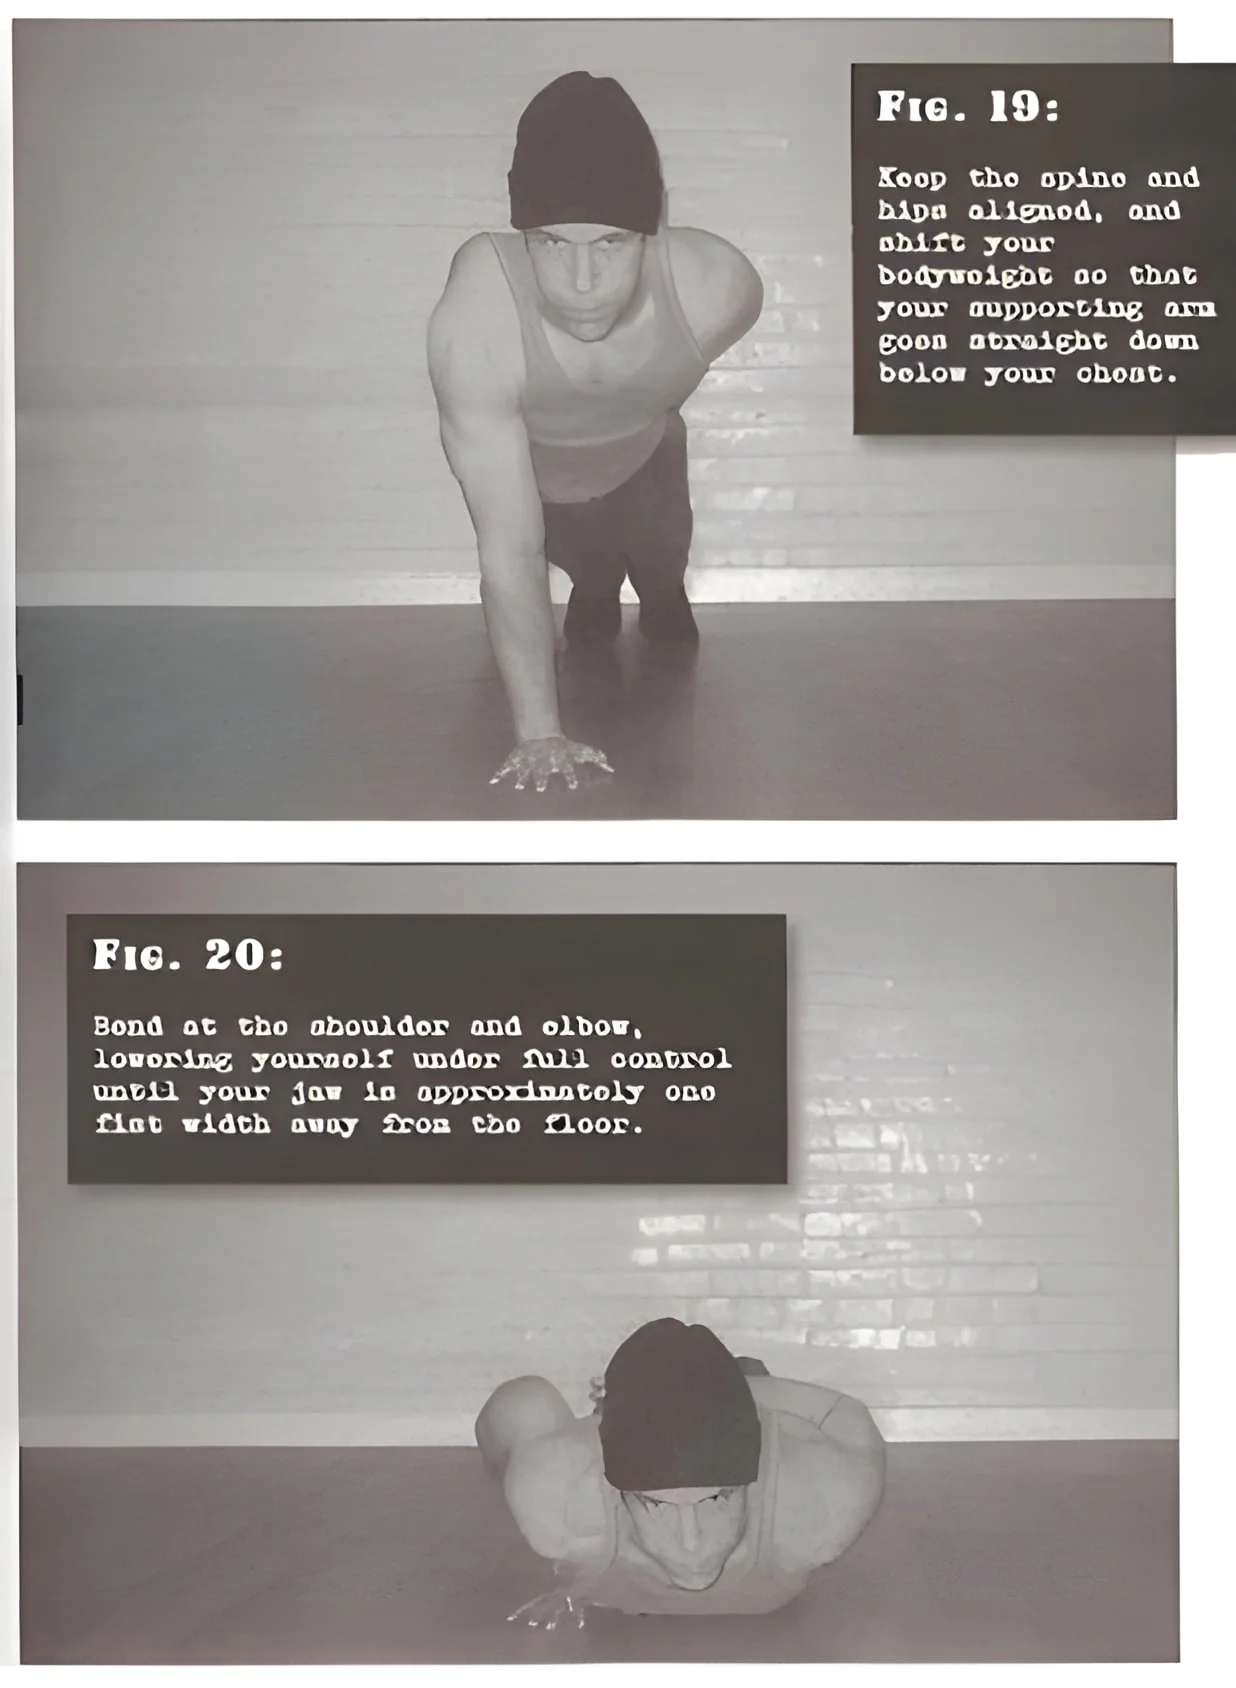 Fig. 19:
Keep the spine and
hips aligned, and
shift your
bodyweight so that
your supporting arm
goes straight down
below your chest.
Fig. 20:
Bend at the shoulder and elbow,
lowering yourself under full control
until your jaw is approximately one
fist width away from the floor.